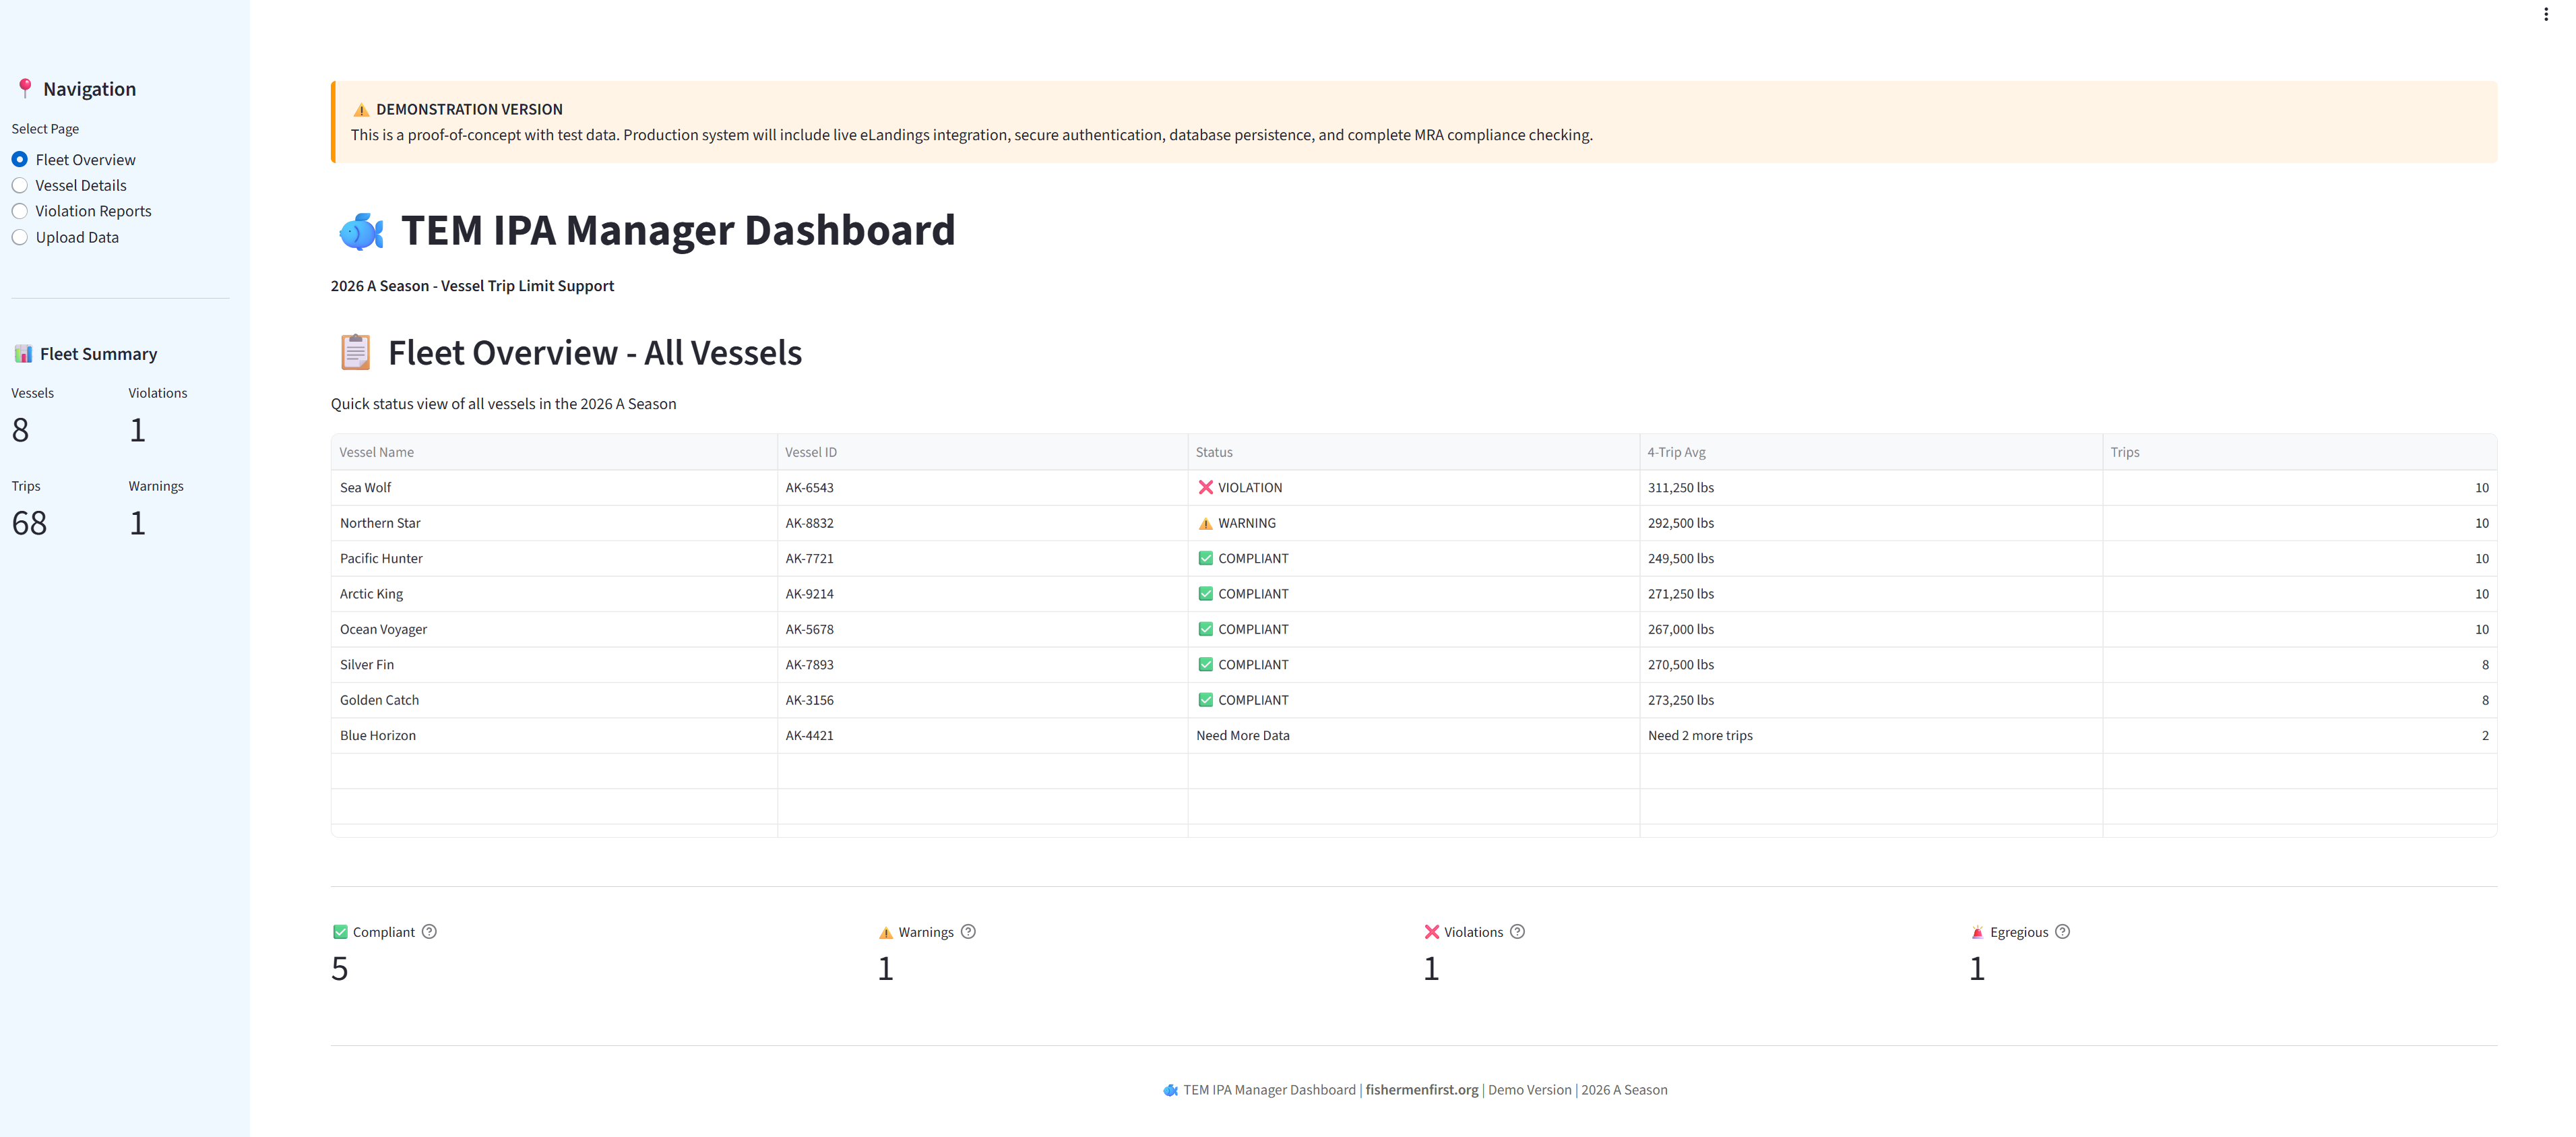 Navigation
Select Page
Fleet Overview
Vessel Details
Violation Reports
Upload Data
Fleet Summary
Vessels Violations
8 1
Trips Warnings
68 1
DEMONSTRATION VERSION
This is a proof-of-concept with test data. Production system will include live eLandings integration, secure authentication, database persistence, and complete MRA compliance checking.
TEM IPA Manager Dashboard
2026 A Season - Vessel Trip Limit Support
Fleet Overview - All Vessels
Quick status view of all vessels in the 2026 A Season
Vessel Name Vessel ID Status 4-Trip Avg Trips
Sea Wolf AK-6543 ❌ VIOLATION 311,250 lbs 10
Northern Star AK-8832 ⚠️ WARNING 292,500 lbs 10
Pacific Hunter AK-7721 ✅ COMPLIANT 249,500 lbs 10
Arctic King AK-9214 ✅ COMPLIANT 271,250 lbs 10
Ocean Voyager AK-5678 ✅ COMPLIANT 267,000 lbs 10
Silver Fin AK-7893 ✅ COMPLIANT 270,500 lbs 8
Golden Catch AK-3156 ✅ COMPLIANT 273,250 lbs 8
Blue Horizon AK-4421 Need More Data Need 2 more trips 2
✅ Compliant ⚠️ Warnings ❌ Violations 🚨 Egregious
5 1 1 1
TEM IPA Manager Dashboard | fishermenfirst.org | Demo Version | 2026 A Season